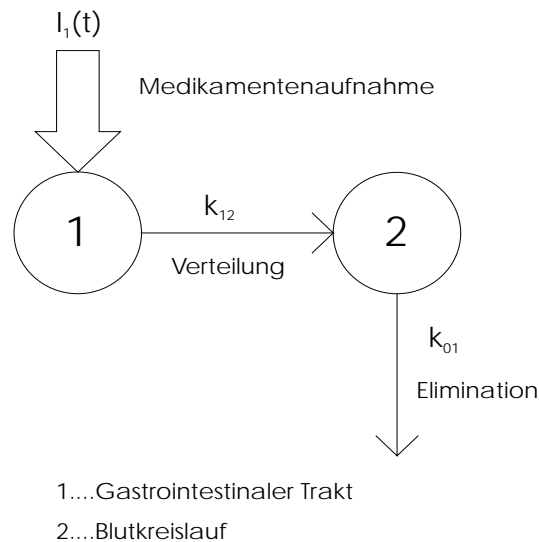 I₁(t)
Medikamentenaufnahme
1
k₁₂
2
Verteilung
k₀₁
Elimination
1....Gastrointestinaler Trakt
2....Blutkreislauf